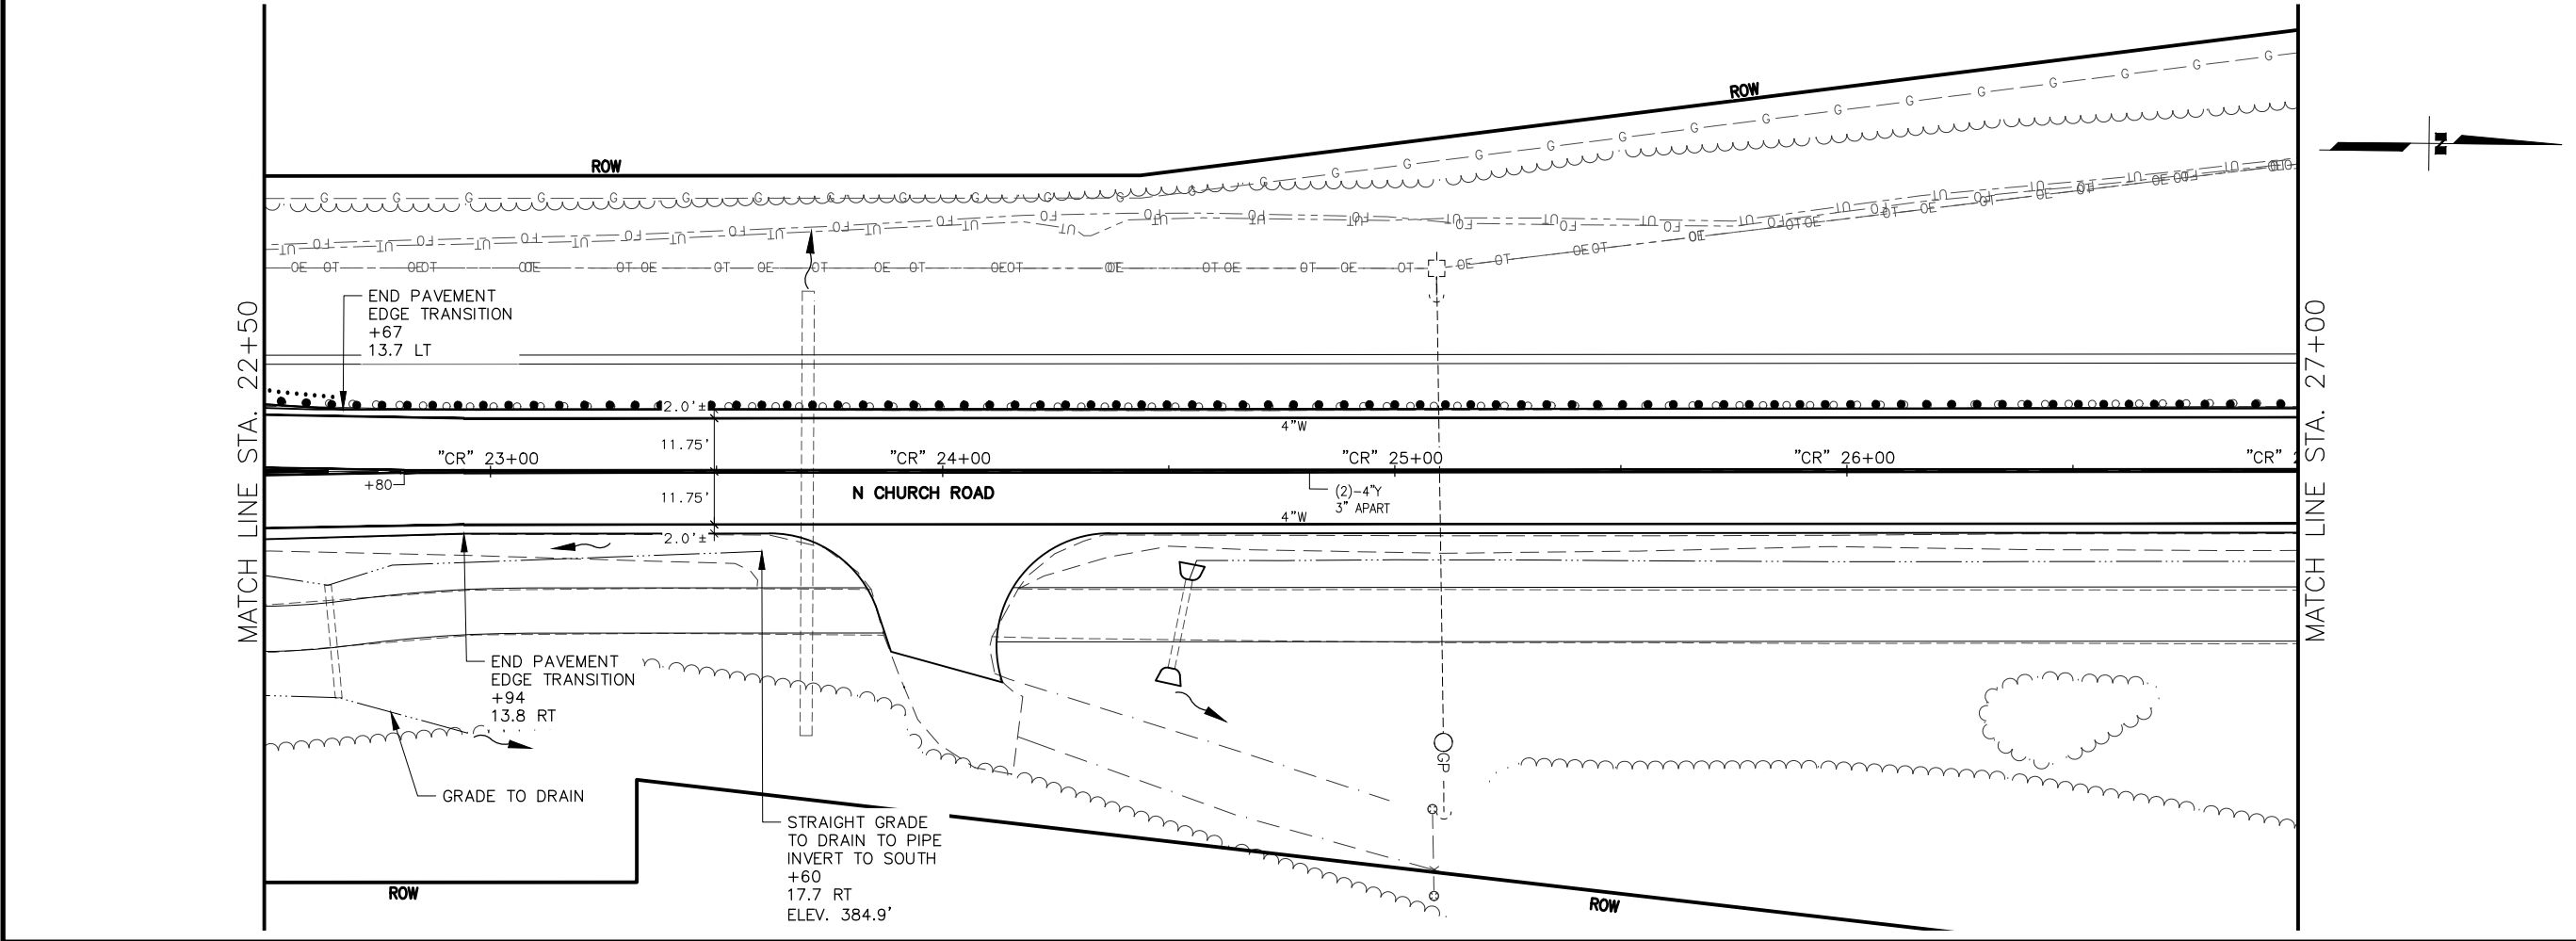 ROW
ROW
N
END PAVEMENT
EDGE TRANSITION
+67
13.7 LT
MATCH LINE STA. 22+50
MATCH LINE STA. 27+00
2.0'±
4"W
11.75'
"CR" 23+00
"CR" 24+00
"CR" 25+00
"CR" 26+00
"CR"
+80
11.75'
N CHURCH ROAD
(2)-4"Y
3" APART
4"W
2.0'±
END PAVEMENT
EDGE TRANSITION
+94
13.8 RT
GP
GRADE TO DRAIN
STRAIGHT GRADE
TO DRAIN TO PIPE
INVERT TO SOUTH
+60
17.7 RT
ELEV. 384.9'
ROW
ROW